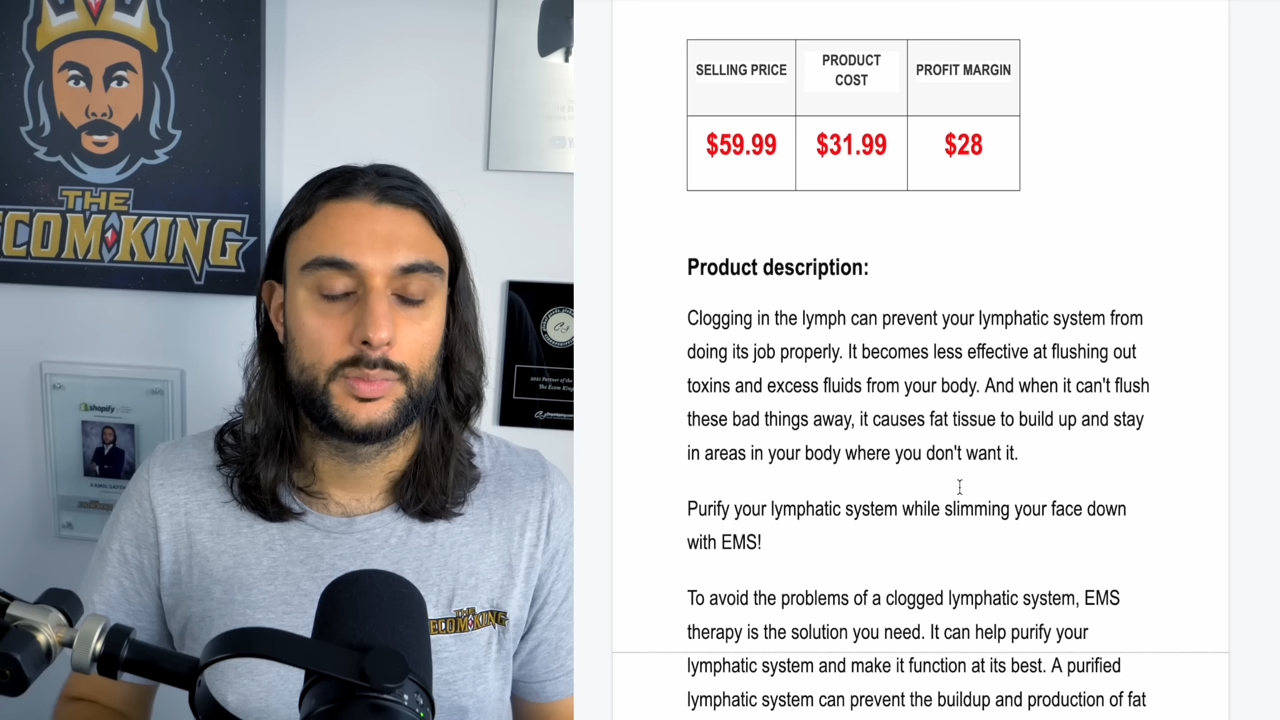 THE
ECOM KING
shopify
THE
ECOM KING
SELLING PRICE
PRODUCT
COST
PROFIT MARGIN
$59.99
$31.99
$28
Product description:
Clogging in the lymph can prevent your lymphatic system from
doing its job properly. It becomes less effective at flushing out
toxins and excess fluids from your body. And when it can't flush
these bad things away, it causes fat tissue to build up and stay
in areas in your body where you don't want it.
Purify your lymphatic system while slimming your face down
with EMS!
To avoid the problems of a clogged lymphatic system, EMS
therapy is the solution you need. It can help purify your
lymphatic system and make it function at its best. A purified
lymphatic system can prevent the buildup and production of fat